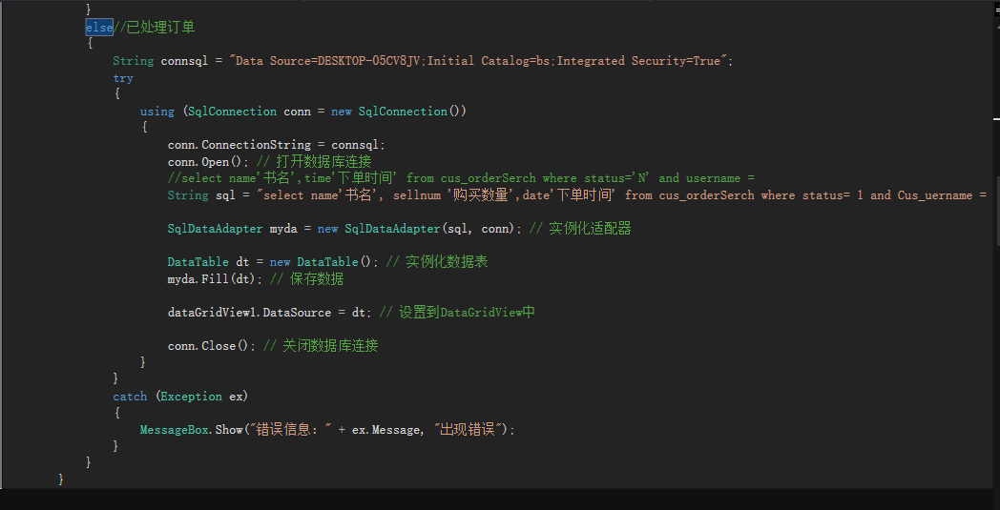 }
else//已处理订单
{
String connsql = "Data Source=DESKTOP-05CV8JV;Initial Catalog=bs;Integrated Security=True";
try
{
using (SqlConnection conn = new SqlConnection())
{
conn.ConnectionString = connsql;
conn.Open(); // 打开数据库连接
//select name'书名',time'下单时间' from cus_orderSerch where status='N' and username =
String sql = "select name'书名', sellnum '购买数量',date'下单时间' from cus_orderSerch where status= 1 and Cus_uername =
SqlDataAdapter myda = new SqlDataAdapter(sql, conn); // 实例化适配器
DataTable dt = new DataTable(); // 实例化数据表
myda.Fill(dt); // 保存数据
dataGridView1.DataSource = dt; // 设置到DataGridView中
conn.Close(); // 关闭数据库连接
}
}
catch (Exception ex)
{
MessageBox.Show("错误信息：" + ex.Message, "出现错误");
}
}
}